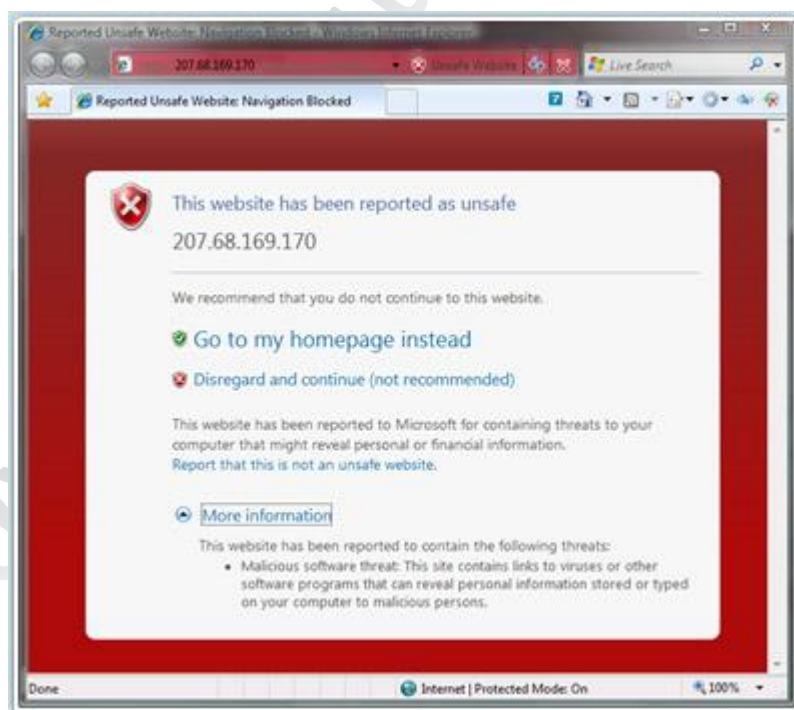 Reported Unsafe Website: Navigation Blocked - Windows Internet Explorer
207.68.169.170
Unsafe Website
Live Search
Reported Unsafe Website: Navigation Blocked
This website has been reported as unsafe
207.68.169.170
We recommend that you do not continue to this website.
Go to my homepage instead
Disregard and continue (not recommended)
This website has been reported to Microsoft for containing threats to your
computer that might reveal personal or financial information.
Report that this is not an unsafe website.
More information
This website has been reported to contain the following threats:
• Malicious software threat: This site contains links to viruses or other
software programs that can reveal personal information stored or typed
on your computer to malicious persons.
Done
Internet | Protected Mode: On
100%